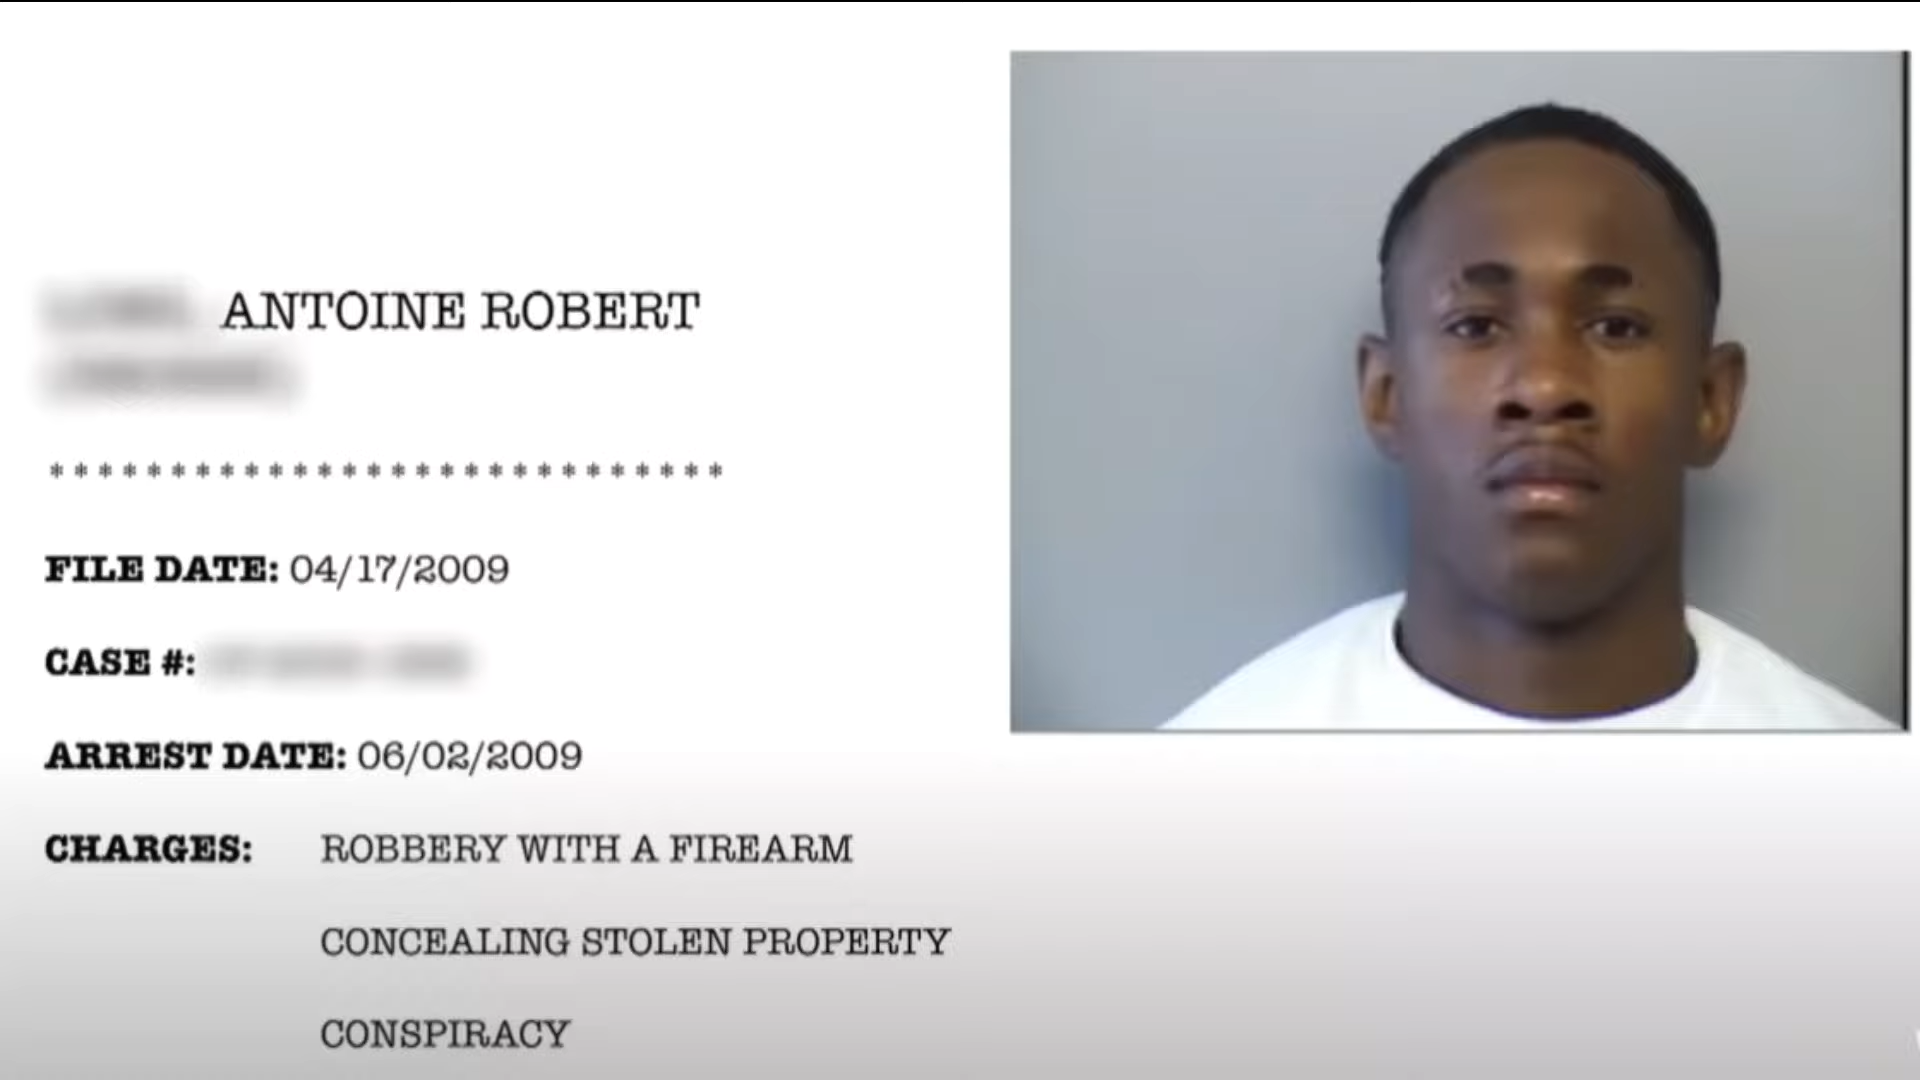 ANTOINE ROBERT
* * * * * * * * * * * * * * * * * * * * * * * * * * * *
FILE DATE: 04/17/2009
CASE #:
ARREST DATE: 06/02/2009
CHARGES: ROBBERY WITH A FIREARM
CONCEALING STOLEN PROPERTY
CONSPIRACY